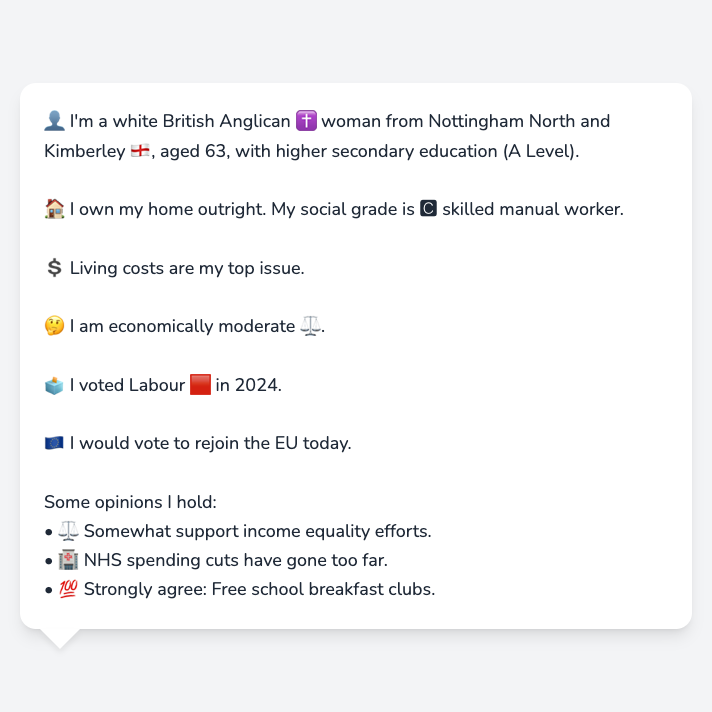 👤 I'm a white British Anglican ✝️ woman from Nottingham North and
Kimberley 🏴󠁧󠁢󠁥󠁮󠁧󠁿, aged 63, with higher secondary education (A Level).
🏠 I own my home outright. My social grade is 🅲 skilled manual worker.
💲 Living costs are my top issue.
🤔 I am economically moderate ⚖️.
🗳️ I voted Labour 🟥 in 2024.
🇪🇺 I would vote to rejoin the EU today.
Some opinions I hold:
• ⚖️ Somewhat support income equality efforts.
• 🏥 NHS spending cuts have gone too far.
• 💯 Strongly agree: Free school breakfast clubs.